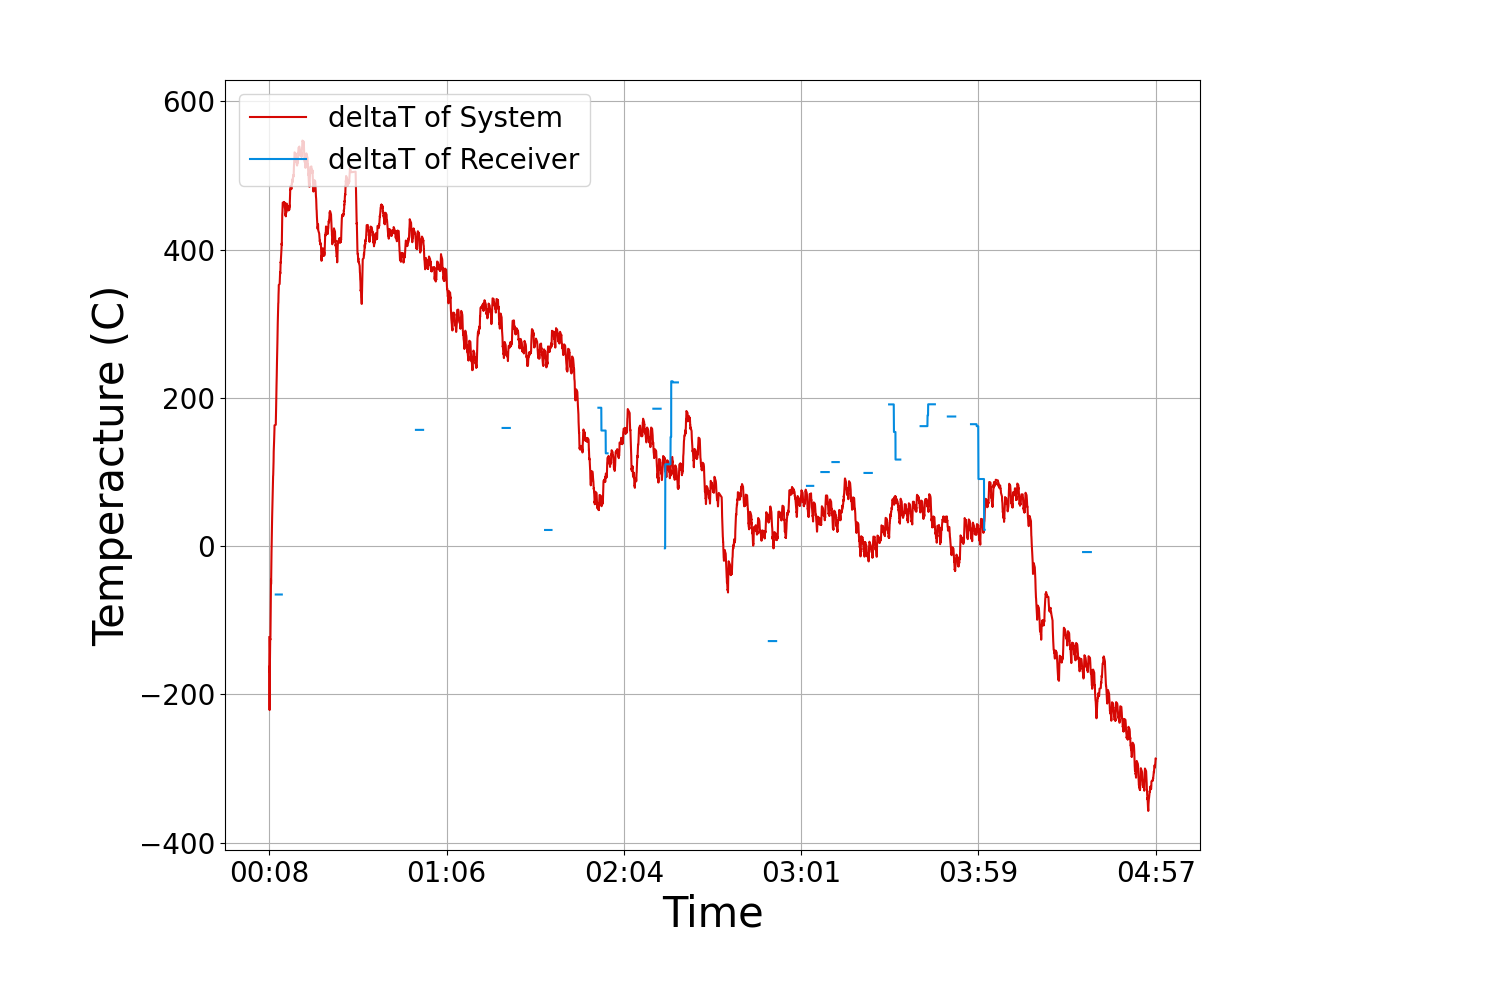 600
400
200
0
−200
−400
deltaT of System
deltaT of Receiver
Temperacture (C)
00:08 01:06 02:04 03:01 03:59 04:57
Time